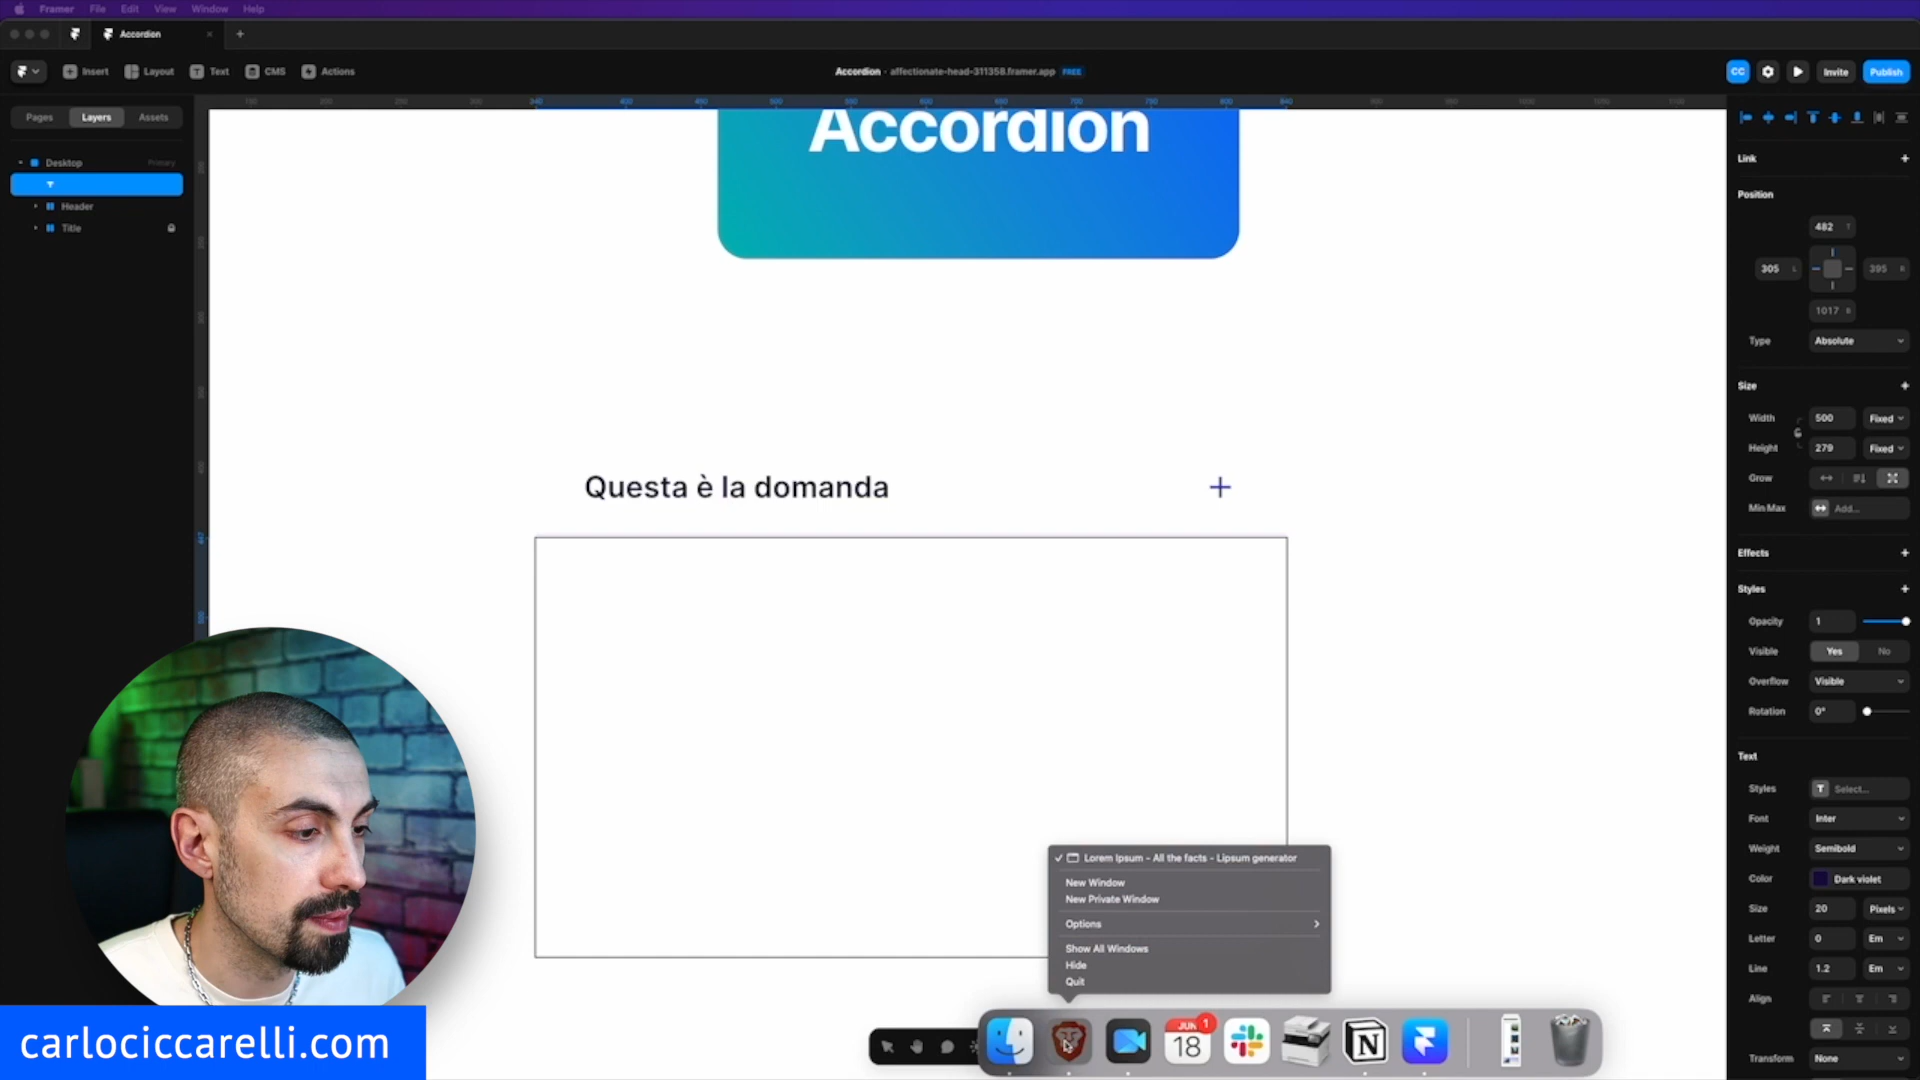 Framer File Edit View Window Help
Accordion
Insert Layout Text CMS Actions
Accordion - affectionate-head-311358.framer.app FREE
CC Invite Publish
Pages Layers Assets
Desktop Primary
Header
Title
Accordion
Questa è la domanda
Link
Position
482 T
305 L 395 R
1017 B
Type Absolute
Size
Width 500 Fixed
Height 279 Fixed
Grow
Min Max Add...
Effects
Styles
Opacity 1
Visible Yes No
Overflow Visible
Rotation 0°
Text
Styles T Select...
Font Inter
Weight Semibold
Color Dark violet
Size 20 Pixels
Letter 0 Em
Line 1.2 Em
Align
Transform None
Lorem Ipsum - All the facts - Lipsum generator
New Window
New Private Window
Options
Show All Windows
Hide
Quit
JUN 1
18
carlociccarelli.com